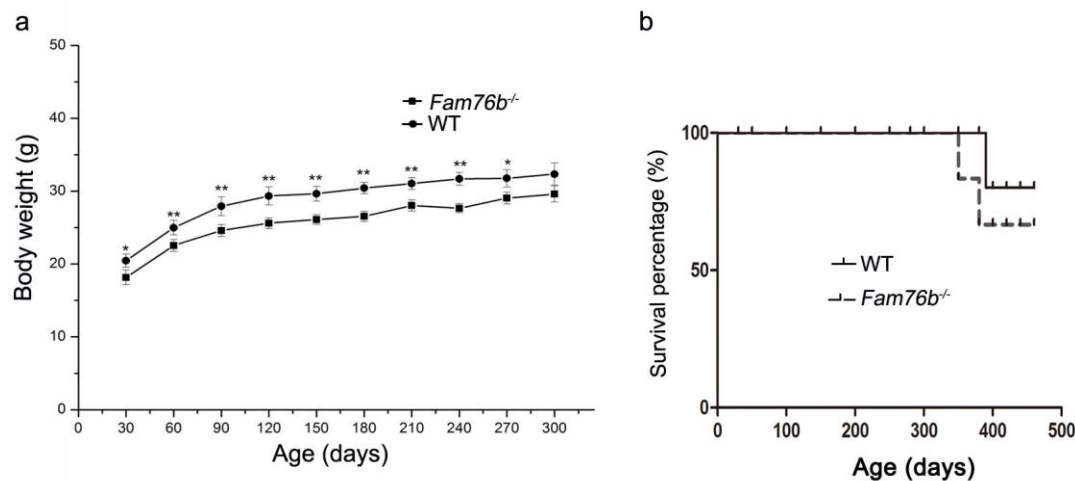 a
50
40
30
20
10
0
Body weight (g)
Fam76b-/-
WT
*
**
**
**
**
**
**
**
*
0 30 60 90 120 150 180 210 240 270 300
Age (days)
b
100
50
0
Survival percentage (%)
WT
Fam76b-/-
0 100 200 300 400 500
Age (days)